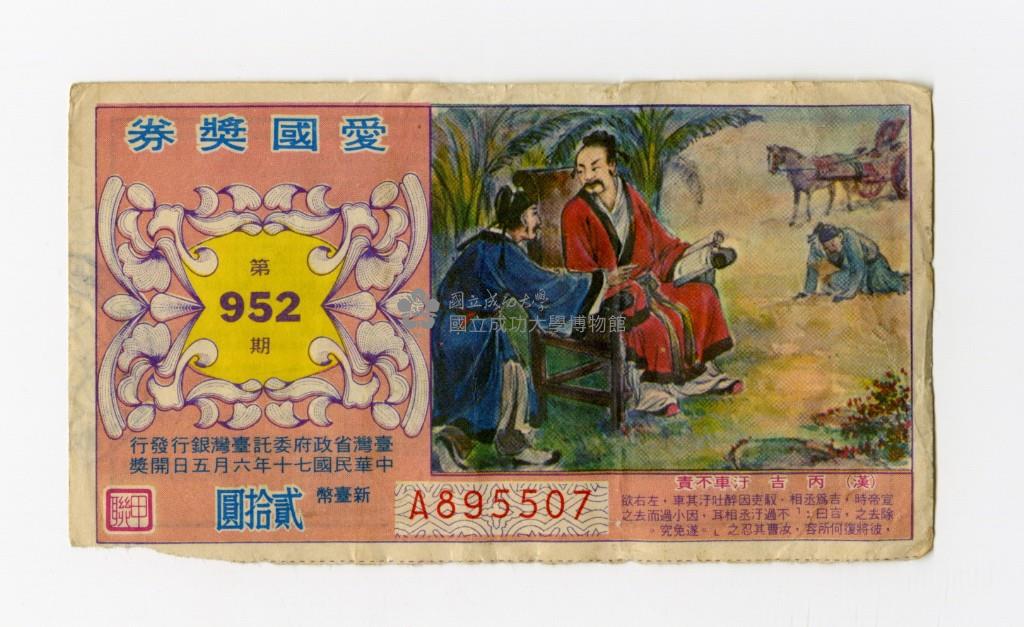 愛國獎券
第
952
期
臺灣省政府委託臺灣銀行發行
中華民國七十年六月五日開獎
新臺幣
貳拾圓
甲聯
A895507
國立成功大學
國立成功大學博物館
(漢) 丙吉 汙車不責
宣帝時，吉爲丞相。馭吏因醉吐汙其車，左右欲
除去之，吉曰：「不過汙丞相耳，因小過而去之
，彼將復何所容，汝曹其忍之。」遂免究。